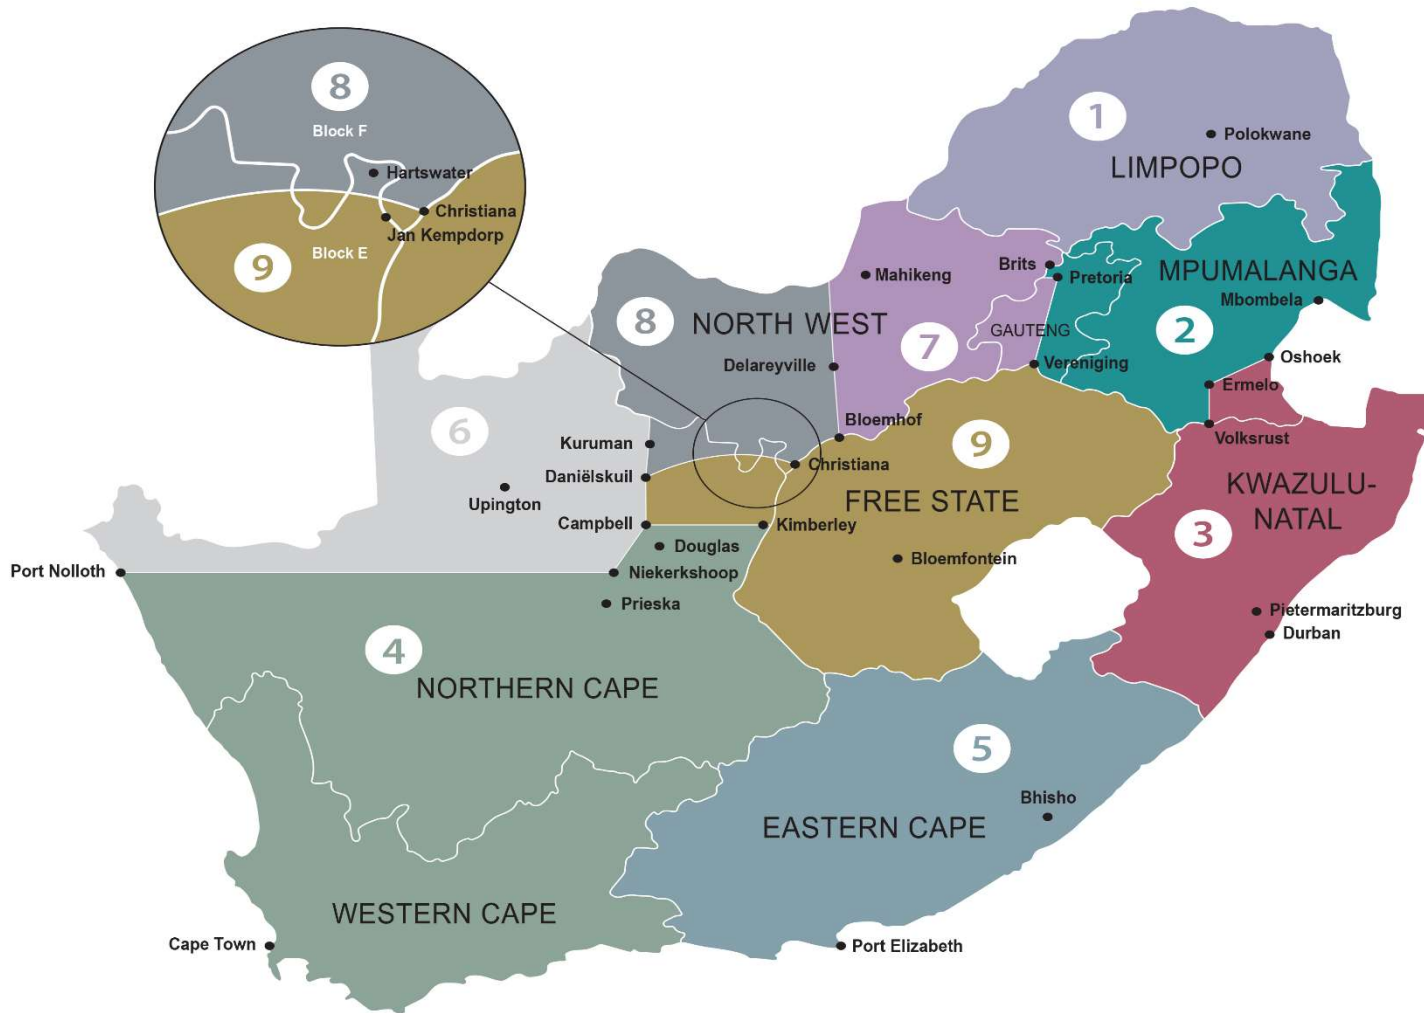 8
Block F
Hartswater
Christiana
Jan Kempdorp
Block E
9
1
Polokwane
LIMPOPO
Brits
Pretoria
MPUMALANGA
Mbombela
Mahikeng
8
NORTH WEST
7
GAUTENG
2
Delareyville
Vereniging
Oshoek
Ermelo
6
Kuruman
Bloemhof
9
Volksrust
Daniëlskuil
Christiana
Upington
FREE STATE
KWAZULU-
NATAL
Campbell
Kimberley
3
Douglas
Bloemfontein
Port Nolloth
Niekerkshoop
Prieska
Pietermaritzburg
Durban
4
NORTHERN CAPE
5
Bhisho
EASTERN CAPE
WESTERN CAPE
Cape Town
Port Elizabeth